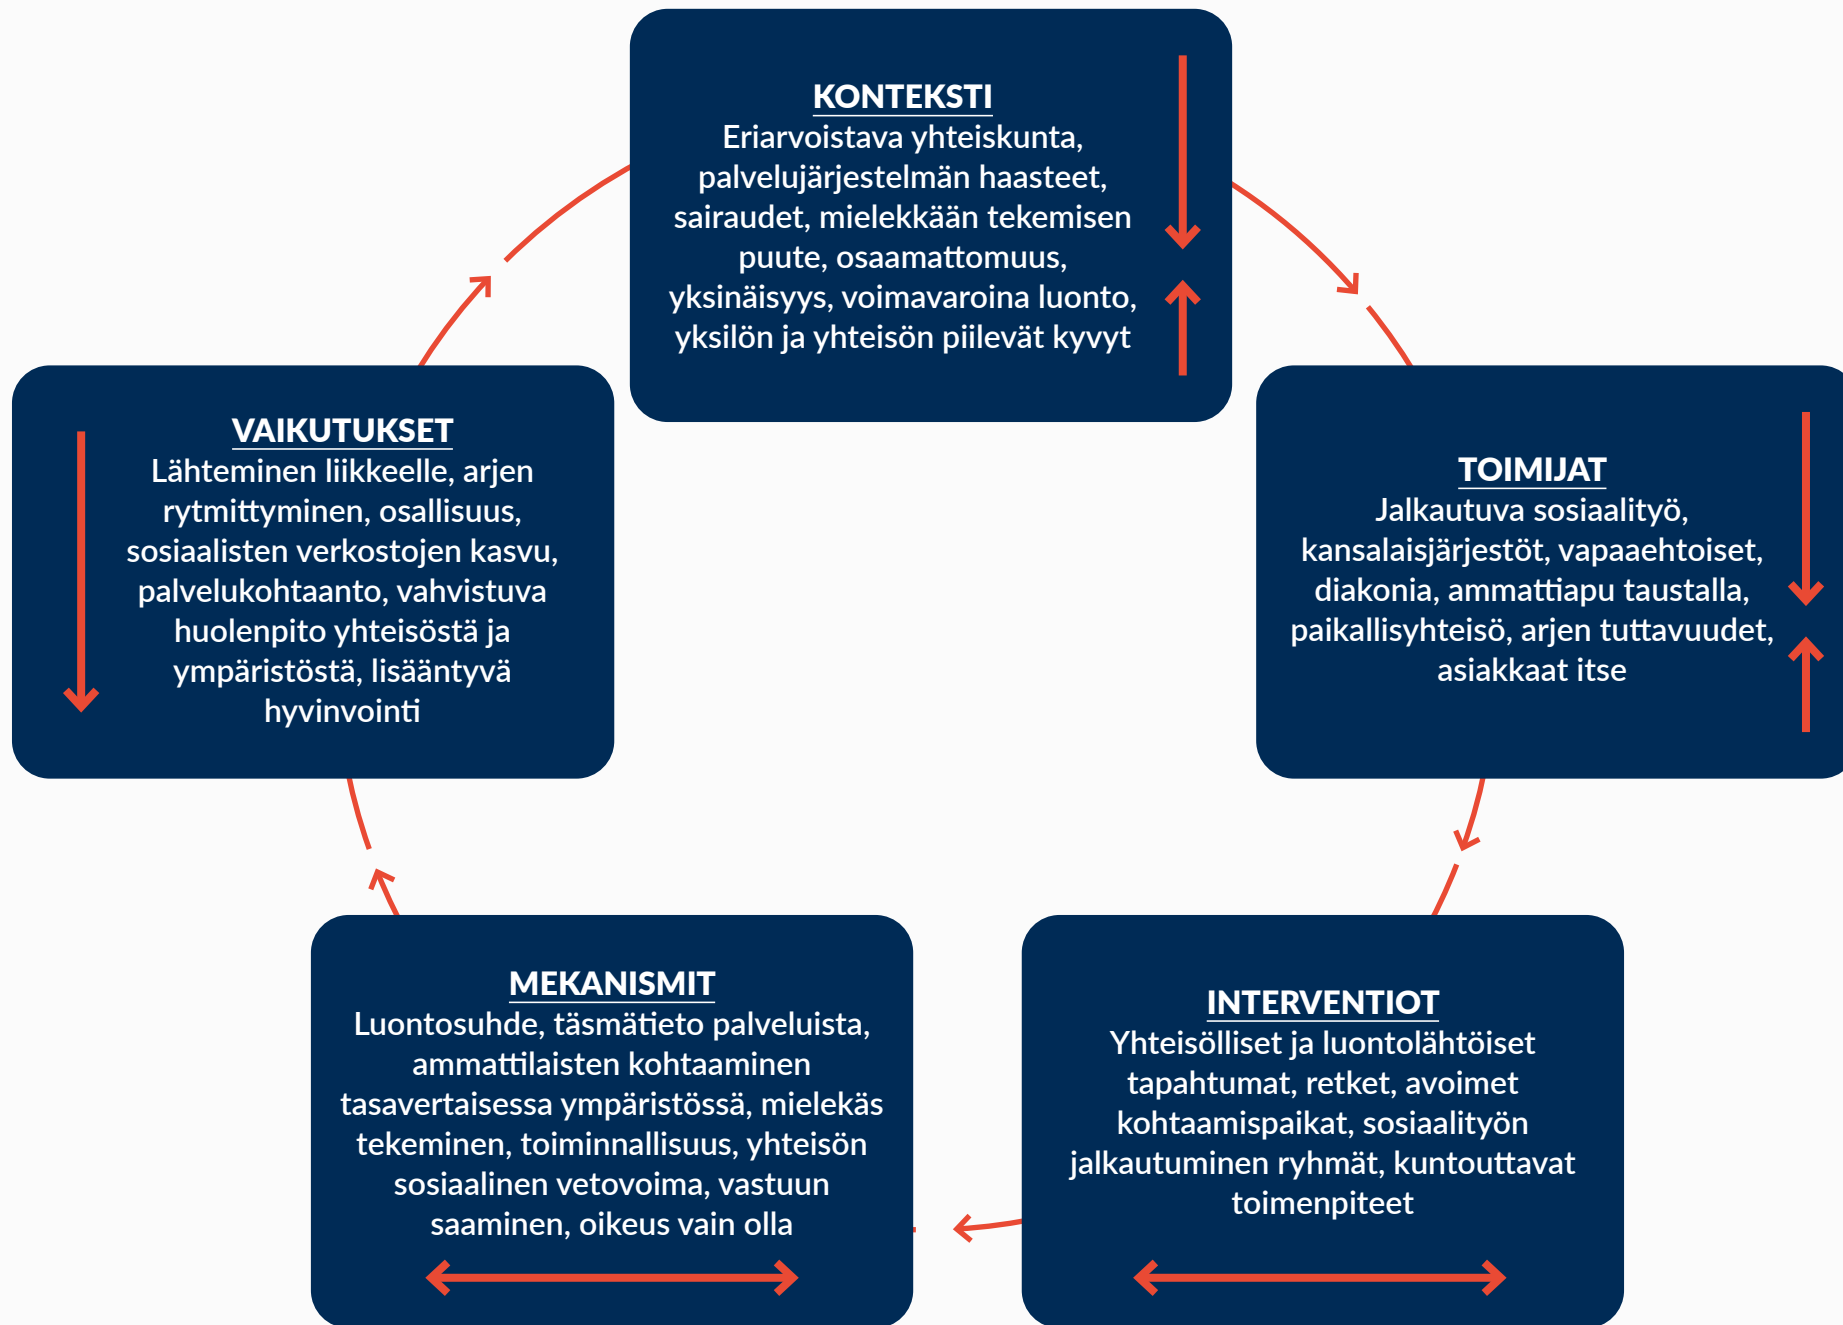 KONTEKSTI
Eriarvoistava yhteiskunta,
palvelujärjestelmän haasteet,
sairaudet, mielekkään tekemisen
puute, osaamattomuus,
yksinäisyys, voimavaroina luonto,
yksilön ja yhteisön piilevät kyvyt
TOIMIJAT
Jalkautuva sosiaalityö,
kansalaisjärjestöt, vapaaehtoiset,
diakonia, ammattiapu taustalla,
paikallisyhteisö, arjen tuttavuudet,
asiakkaat itse
INTERVENTIOT
Yhteisölliset ja luontolähtöiset
tapahtumat, retket, avoimet
kohtaamispaikat, sosiaalityön
jalkautuminen ryhmät, kuntouttavat
toimenpiteet
MEKANISMIT
Luontosuhde, täsmätieto palveluista,
ammattilaisten kohtaaminen
tasavertaisessa ympäristössä, mielekäs
tekeminen, toiminnallisuus, yhteisön
sosiaalinen vetovoima, vastuun
saaminen, oikeus vain olla
VAIKUTUKSET
Lähteminen liikkeelle, arjen
rytmittyminen, osallisuus,
sosiaalisten verkostojen kasvu,
palvelukohtaanto, vahvistuva
huolenpito yhteisöstä ja
ympäristöstä, lisääntyvä
hyvinvointi